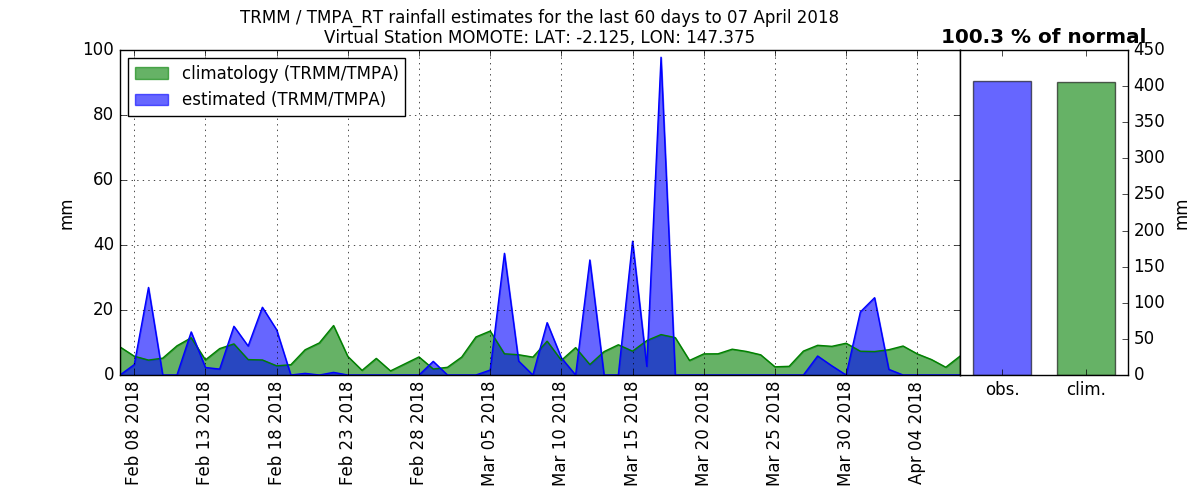 TRMM / TMPA_RT rainfall estimates for the last 60 days to 07 April 2018
Virtual Station MOMOTE: LAT: -2.125, LON: 147.375
100.3 % of normal
climatology (TRMM/TMPA)
estimated (TRMM/TMPA)
100
80
60
40
20
0
mm
Feb 08 2018
Feb 13 2018
Feb 18 2018
Feb 23 2018
Feb 28 2018
Mar 05 2018
Mar 10 2018
Mar 15 2018
Mar 20 2018
Mar 25 2018
Mar 30 2018
Apr 04 2018
450
400
350
300
250
200
150
100
50
0
mm
obs.
clim.